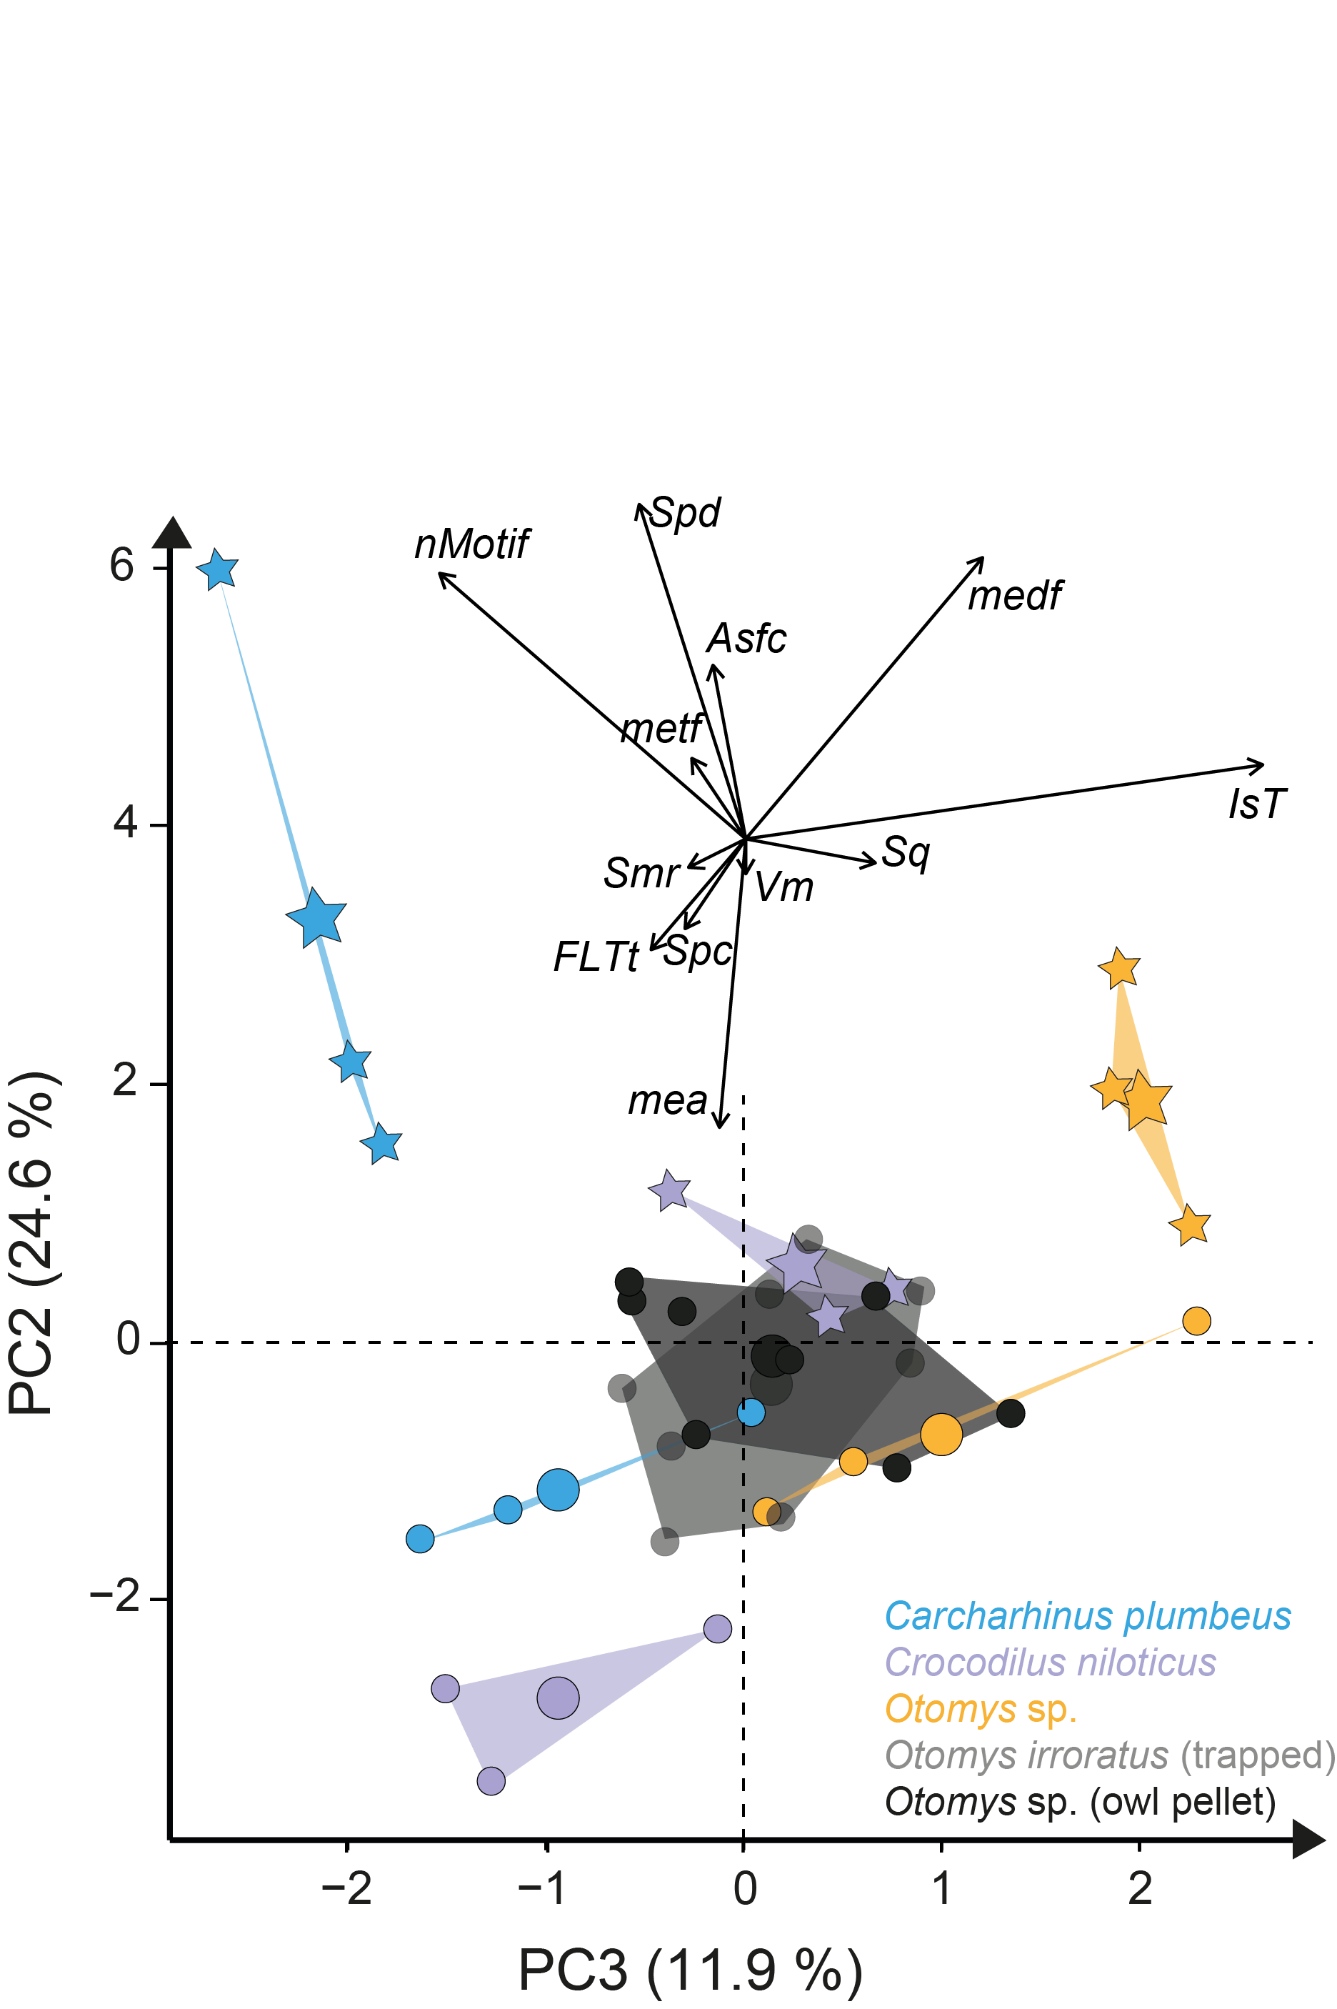 Spd
nMotif
6
medf
Asfc
metf
IsT
4
Sq
Smr
Vm
FLTt
Spc
2
mea
PC2 (24.6 %)
0
−2
Carcharhinus plumbeus
Crocodilus niloticus
Otomys sp.
Otomys irroratus (trapped)
Otomys sp. (owl pellet)
−2 −1 0 1 2
PC3 (11.9 %)